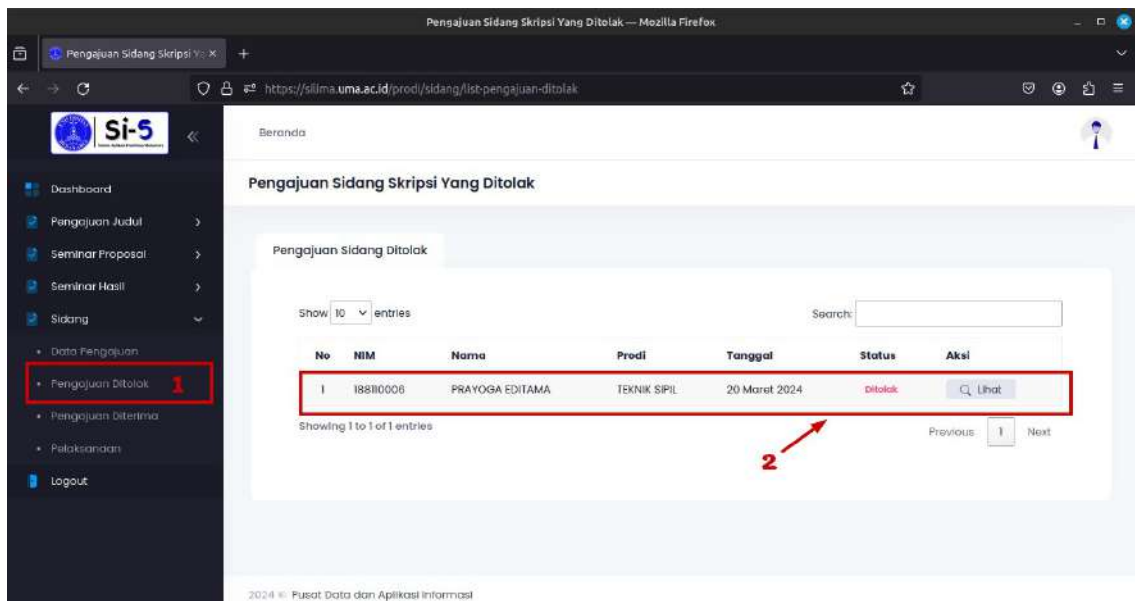 Pengajuan Sidang Skripsi Yang Ditolak — Mozilla Firefox
Pengajuan Sidang Skripsi Ya
https://silima.uma.ac.id/prodi/sidang/list-pengajuan-ditolak
Si-5
Beranda
Pengajuan Sidang Skripsi Yang Ditolak
Dashboard
Pengajuan Judul
Seminar Proposal
Seminar Hasil
Sidang
Data Pengajuan
Pengajuan Ditolak 1
Pengajuan Diterima
Pelaksanaan
Logout
Pengajuan Sidang Ditolak
Show 10 entries
Search:
No NIM Nama Prodi Tanggal Status Aksi
1 188110006 PRAYOGA EDITAMA TEKNIK SIPIL 20 Maret 2024 Ditolak Lihat
Showing 1 to 1 of 1 entries
Previous 1 Next
2
2024 © Pusat Data dan Aplikasi Informasi